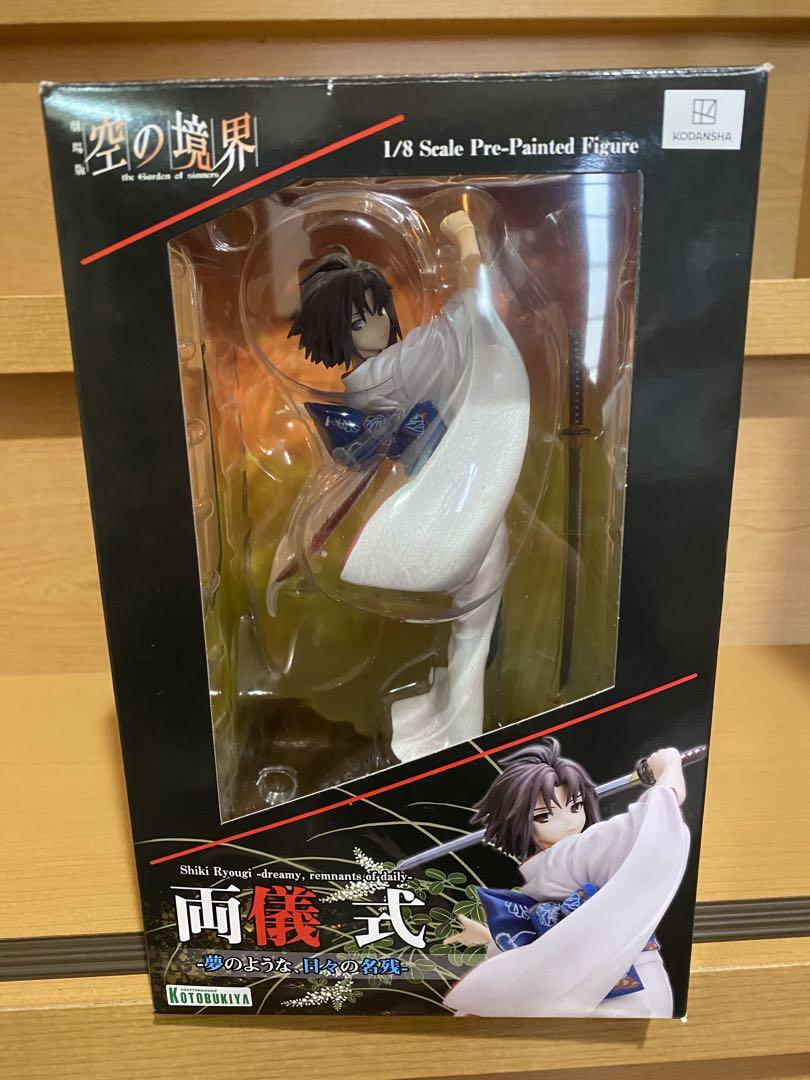 劇場版
空の境界
the Garden of sinners
1/8 Scale Pre-Painted Figure
KODANSHA
Shiki Ryougi -dreamy, remnants of daily-
両儀 式
-夢のような、日々の名残-
CRAFTSMANSHIP
KOTOBUKIYA